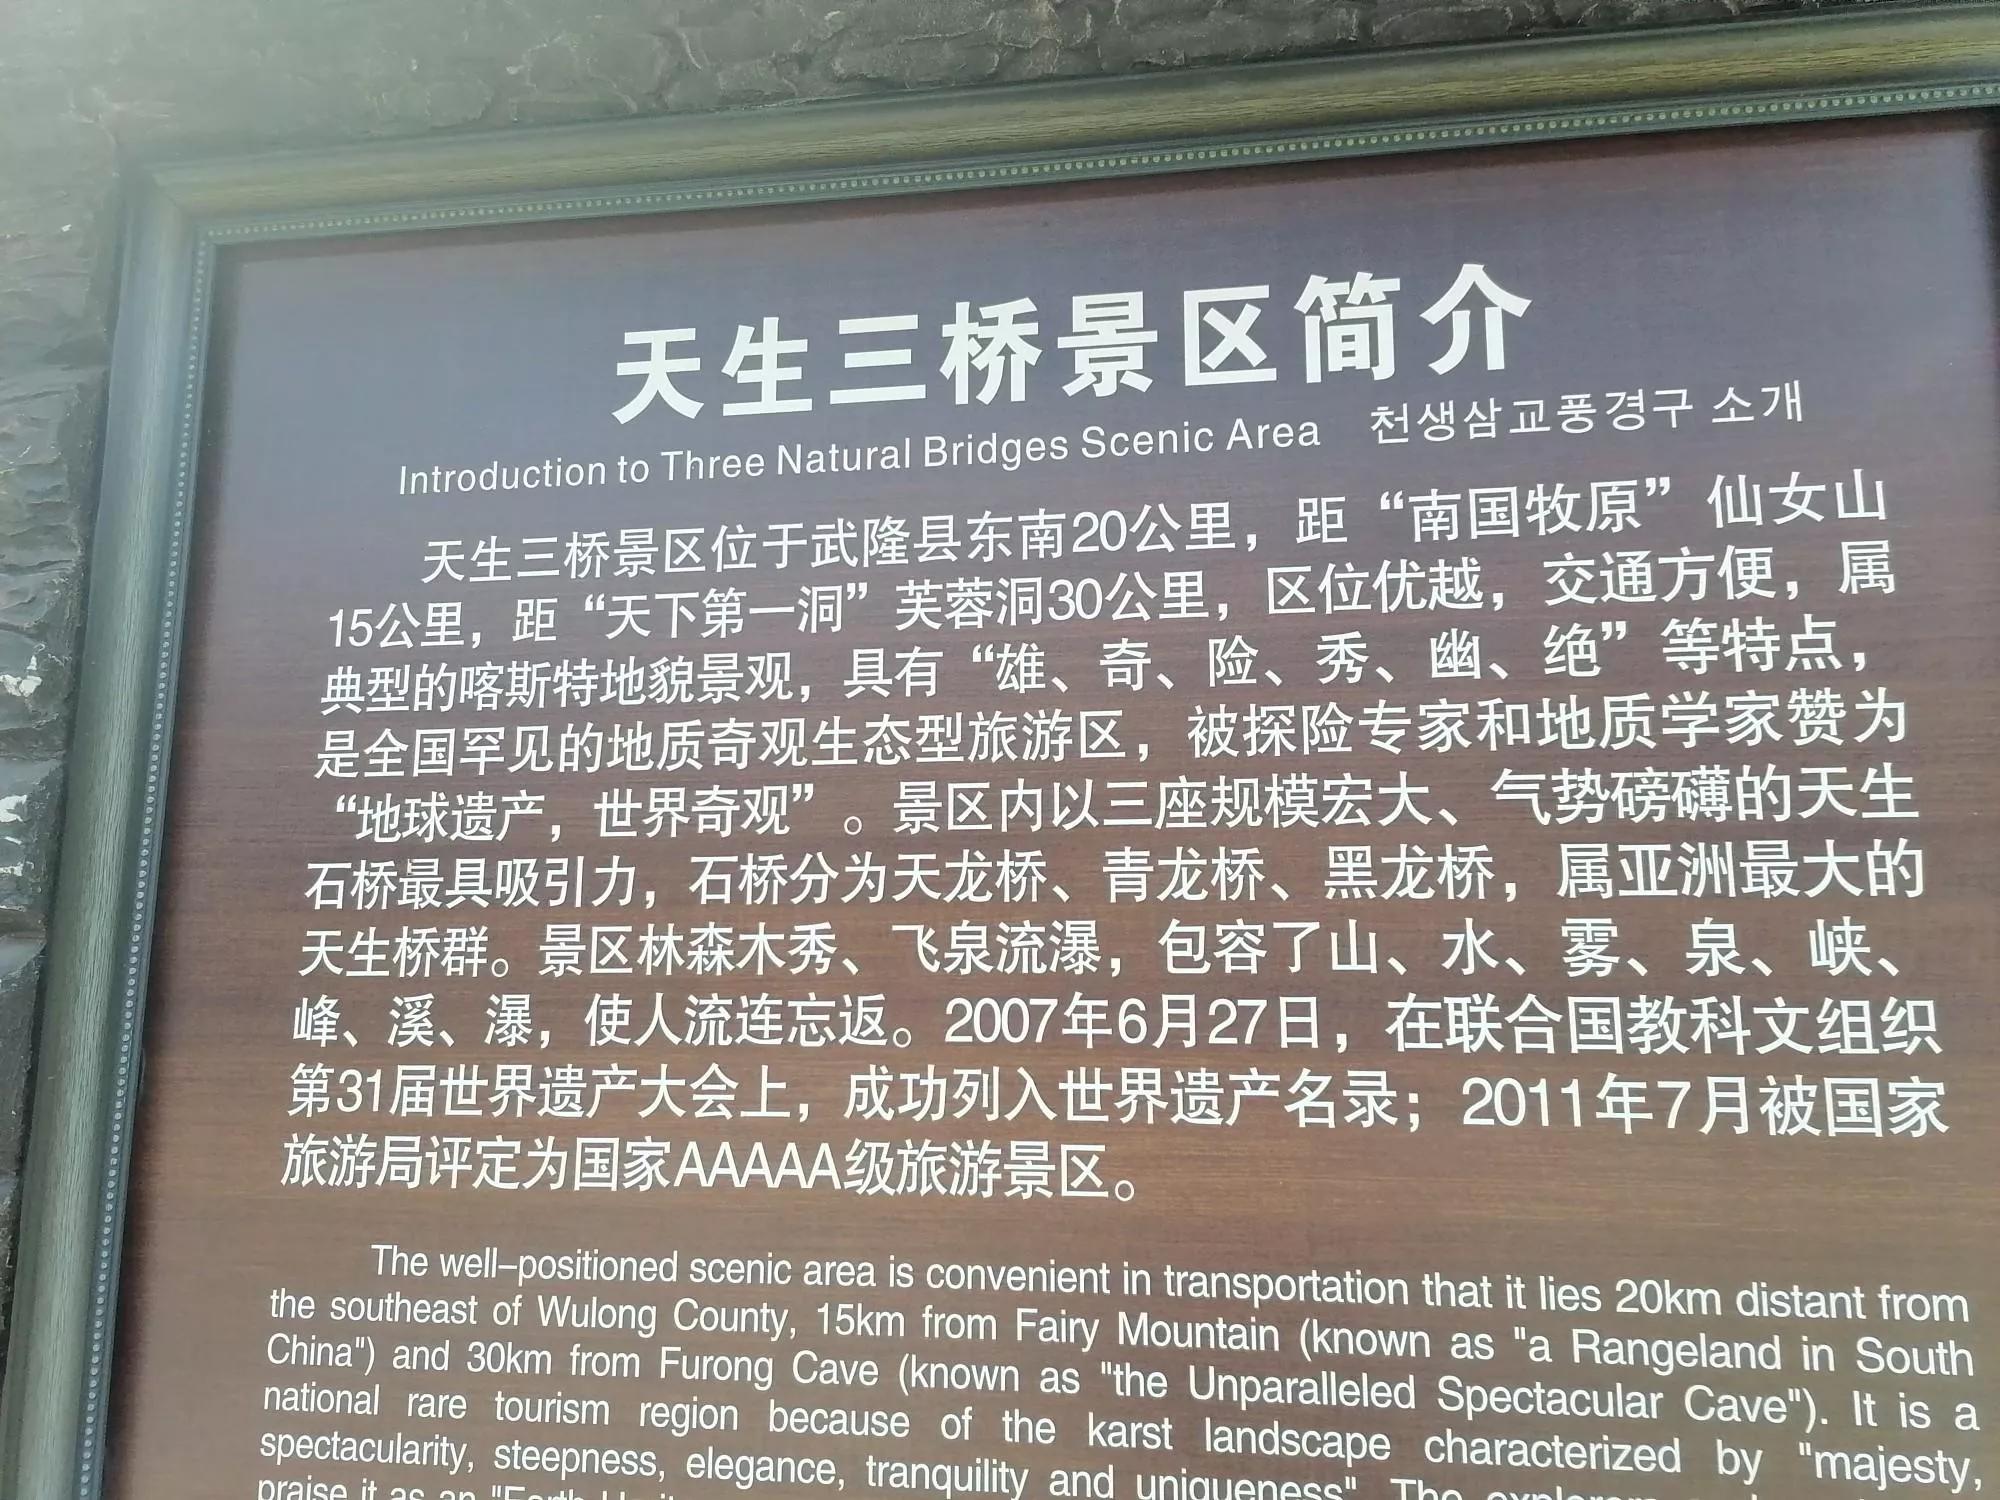 天生三桥景区简介
Introduction to Three Natural Bridges Scenic Area 천생삼교풍경구 소개
天生三桥景区位于武隆县东南20公里，距“南国牧原”仙女山
15公里，距“天下第一洞”芙蓉洞30公里，区位优越，交通方便，属
典型的喀斯特地貌景观，具有“雄、奇、险、秀、幽、绝”等特点，
是全国罕见的地质奇观生态型旅游区，被探险专家和地质学家赞为
“地球遗产，世界奇观”。景区内以三座规模宏大、气势磅礴的天生
石桥最具吸引力，石桥分为天龙桥、青龙桥、黑龙桥，属亚洲最大的
天生桥群。景区林森木秀、飞泉流瀑，包容了山、水、雾、泉、峡、
峰、溪、瀑，使人流连忘返。2007年6月27日，在联合国教科文组织
第31届世界遗产大会上，成功列入世界遗产名录；2011年7月被国家
旅游局评定为国家AAAAA级旅游景区。
The well-positioned scenic area is convenient in transportation that it lies 20km distant from
the southeast of Wulong County, 15km from Fairy Mountain (known as "a Rangeland in South
China") and 30km from Furong Cave (known as "the Unparalleled Spectacular Cave"). It is a
national rare tourism region because of the karst landscape characterized by "majesty,
spectacularity, steepness, elegance, tranquility and uniqueness". The
praise it as an "Earth